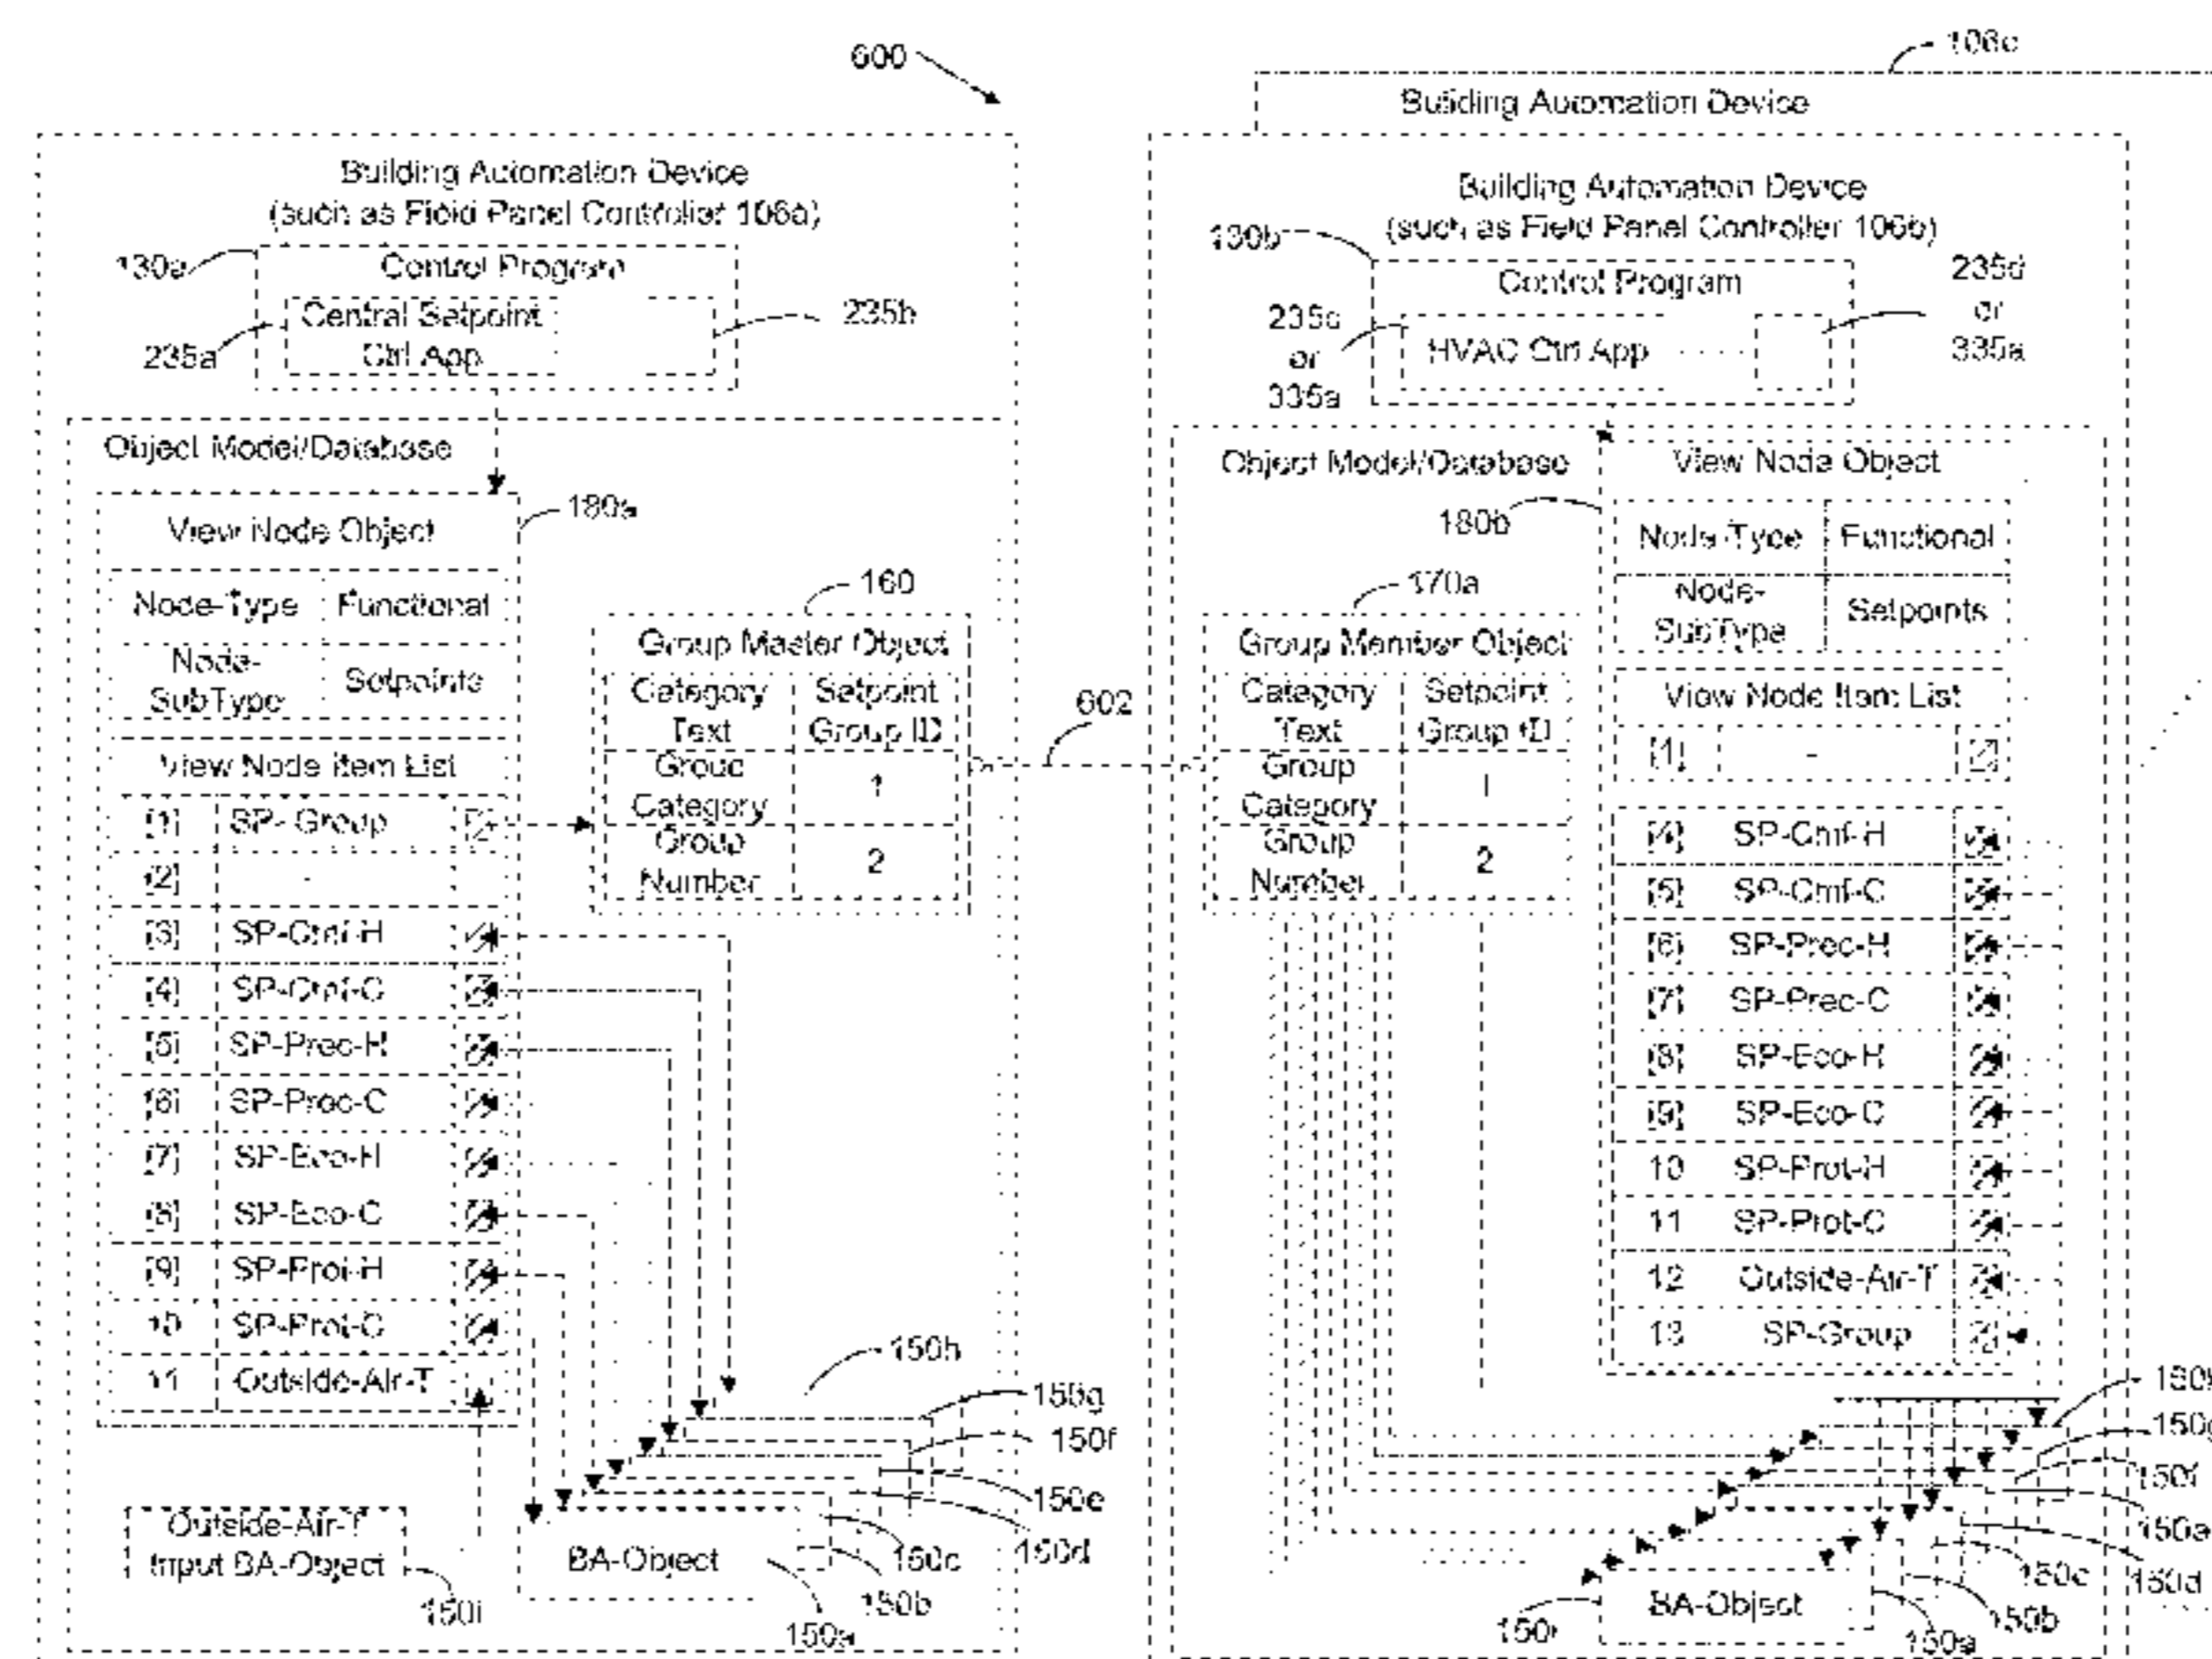 600
106c
Building Automation Device
Building Automation Device
(such as Field Panel Controller 106a)
130a
Control Program
Central Setpoint
Ctrl App
235a
235b
Object Model/Database
View Node Object
180a
Node-Type Functional
Node-
SubType
Setpoints
View Node Item List
[1] SP- Group
[2] -
[3] SP-Cmf-H
[4] SP-Cmf-C
[5] SP-Prec-H
[6] SP-Prec-C
[7] SP-Eco-H
[8] SP-Eco-C
[9] SP-Prot-H
10 SP-Prot-C
11 Outside-Air-T
Outside-Air-T
Input BA-Object
150i
160
Group Master Object
Category
Text
Setpoint
Group ID
Group
Category
1
Group
Number
2
602
BA-Object
150h
150g
150f
150e
150d
150c
150b
150a
Building Automation Device
(such as Field Panel Controller 106b)
130b
Control Program
HVAC Ctrl App
235c
or
335a
235d
or
335a
Object Model/Database
View Node Object
180b
Node-Type Functional
Node-
SubType
Setpoints
View Node Item List
[1] -
[4] SP-Cmf-H
[5] SP-Cmf-C
[6] SP-Prec-H
[7] SP-Prec-C
[8] SP-Eco-H
[9] SP-Eco-C
10 SP-Prot-H
11 SP-Prot-C
12 Outside-Air-T
13 SP-Group
170a
Group Member Object
Category
Text
Setpoint
Group ID
Group
Category
1
Group
Number
2
BA-Object
150f
150d
150c
150b
150a